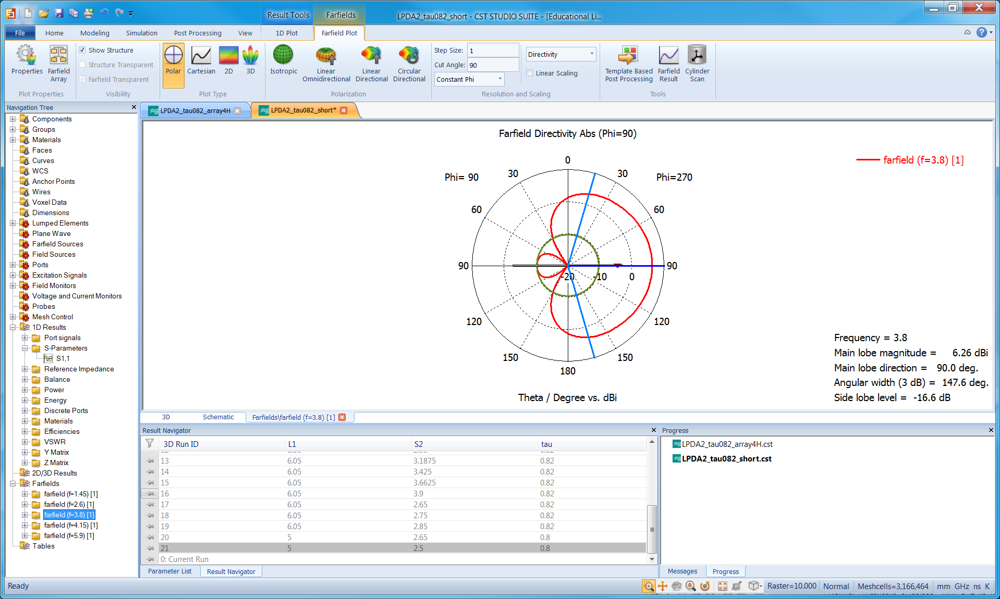 Result Tools
Farfields
LPDA2_tau082_short - CST STUDIO SUITE - [Educational Li...
File
Home
Modeling
Simulation
Post Processing
View
1D Plot
Farfield Plot
Properties
Farfield
Array
Plot Properties
Show Structure
Structure Transparent
Farfield Transparent
Visibility
Polar
Cartesian
2D
3D
Plot Type
Isotropic
Linear
Omnidirectional
Linear
Directional
Circular
Directional
Polarization
Step Size: 1
Cut Angle: 90
Constant Phi
Directivity
Linear Scaling
Resolution and Scaling
Template Based
Post Processing
Farfield
Result
Cylinder
Scan
Tools
Navigation Tree
Components
Groups
Materials
Faces
Curves
WCS
Anchor Points
Wires
Voxel Data
Dimensions
Lumped Elements
Plane Wave
Farfield Sources
Field Sources
Ports
Excitation Signals
Field Monitors
Voltage and Current Monitors
Probes
Mesh Control
1D Results
Port signals
S-Parameters
S1,1
Reference Impedance
Balance
Power
Energy
Discrete Ports
Materials
Efficiencies
VSWR
Y Matrix
Z Matrix
2D/3D Results
Farfields
farfield (f=1.45) [1]
farfield (f=2.6) [1]
farfield (f=3.8) [1]
farfield (f=4.15) [1]
farfield (f=5.9) [1]
Tables
LPDA2_tau082_array4H
LPDA2_tau082_short*
Farfield Directivity Abs (Phi=90)
farfield (f=3.8) [1]
0
30
30
Phi= 90
Phi=270
60
60
90
90
-20
-10
0
120
120
150
150
180
Theta / Degree vs. dBi
Frequency = 3.8
Main lobe magnitude = 6.26 dBi
Main lobe direction = 90.0 deg.
Angular width (3 dB) = 147.6 deg.
Side lobe level = -16.6 dB
3D
Schematic
Farfields\farfield (f=3.8) [1]
Result Navigator
3D Run ID L1 S2 tau
13 6.05 3.1875 0.82
14 6.05 3.425 0.82
15 6.05 3.6625 0.82
16 6.05 3.9 0.82
17 6.05 2.65 0.82
18 6.05 2.75 0.82
19 6.05 2.85 0.82
20 5 2.65 0.8
21 5 2.5 0.8
0: Current Run
Parameter List
Result Navigator
Progress
LPDA2_tau082_array4H.cst
LPDA2_tau082_short.cst
Messages
Progress
Ready
Raster=10.000
Normal
Meshcells=3,166,464
mm GHz ns K